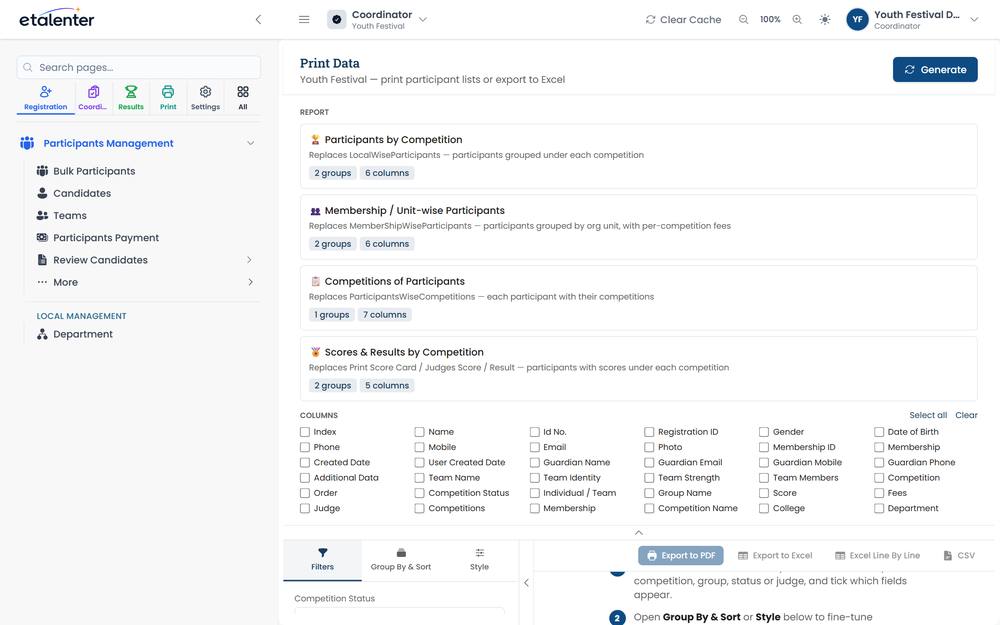 etalenter
Coordinator
Youth Festival
Clear Cache
100%
YF
Youth Festival D...
Coordinator
Search pages...
Registration
Coordi...
Results
Print
Settings
All
Participants Management
Bulk Participants
Candidates
Teams
Participants Payment
Review Candidates
More
LOCAL MANAGEMENT
Department
Print Data
Youth Festival — print participant lists or export to Excel
Generate
REPORT
Participants by Competition
Replaces LocalWiseParticipants — participants grouped under each competition
2 groups 6 columns
Membership / Unit-wise Participants
Replaces MemberShipWiseParticipants — participants grouped by org unit, with per-competition fees
2 groups 6 columns
Competitions of Participants
Replaces ParticipantsWiseCompetitions — each participant with their competitions
1 groups 7 columns
Scores & Results by Competition
Replaces Print Score Card / Judges Score / Result — participants with scores under each competition
2 groups 5 columns
COLUMNS Select all Clear
Index Name Id No. Registration ID Gender Date of Birth
Phone Mobile Email Photo Membership ID Membership
Created Date User Created Date Guardian Name Guardian Email Guardian Mobile Guardian Phone
Additional Data Team Name Team Identity Team Strength Team Members Competition
Order Competition Status Individual / Team Group Name Score Fees
Judge Competitions Membership Competition Name College Department
Filters
Group By & Sort
Style
Competition Status
Export to PDF Export to Excel Excel Line By Line CSV
competition, group, status or judge, and tick which fields
appear.
2 Open Group By & Sort or Style below to fine-tune